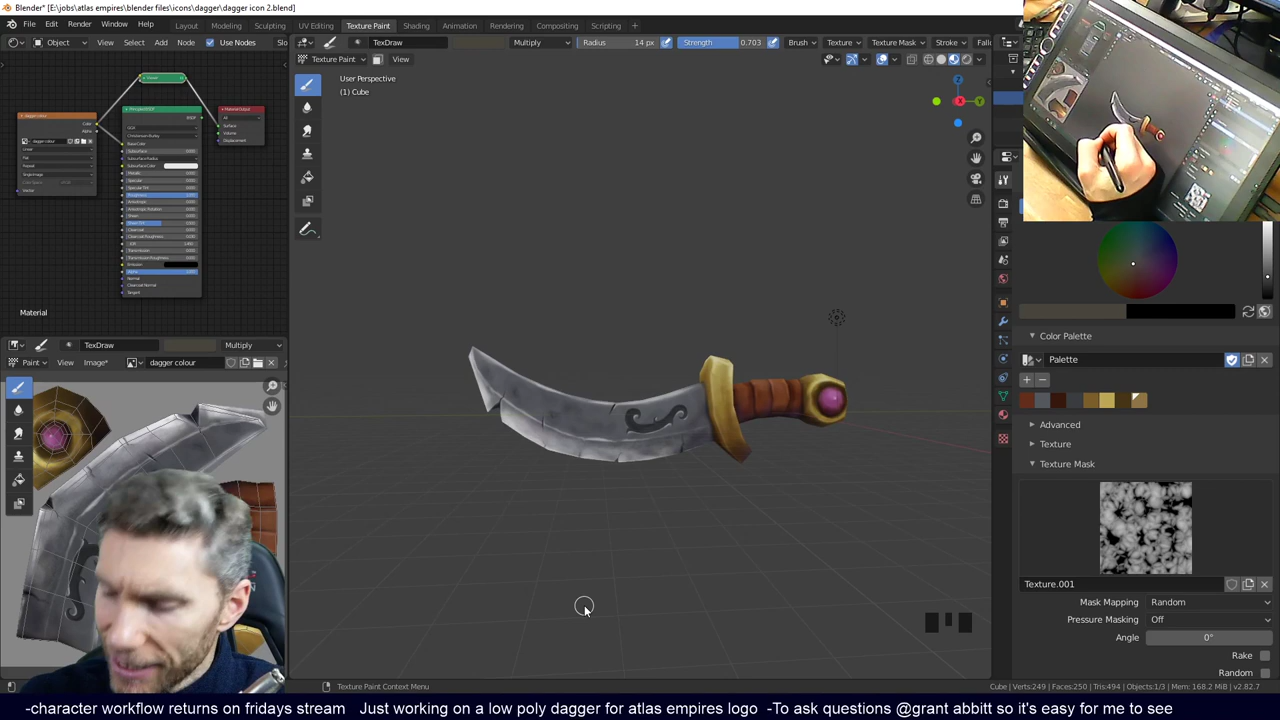 Blender* [E:\jobs\atlas empires\blender files\icons\dagger\dagger icon 2.blend]
File Edit Render Window Help Layout Modeling Sculpting UV Editing Texture Paint Shading Animation Rendering Compositing Scripting +
Object View Select Add Node Use Nodes Slo
TexDraw Multiply Radius 14 px Strength 0.703 Brush Texture Texture Mask Stroke Fall
Texture Paint View
User Perspective
(1) Cube
Material
TexDraw Multiply
Paint View Image* dagger colour
Color Palette
Palette
Advanced
Texture
Texture Mask
Texture.001
Mask Mapping Random
Pressure Masking Off
Angle 0°
Rake
Random
Texture Paint Context Menu
Cube | Verts:249 | Faces:250 | Tris:494 | Objects:1/3 | Mem: 168.2 MiB | v2.82.7
-character workflow returns on fridays stream Just working on a low poly dagger for atlas empires logo -To ask questions @grant abbitt so it's easy for me to see